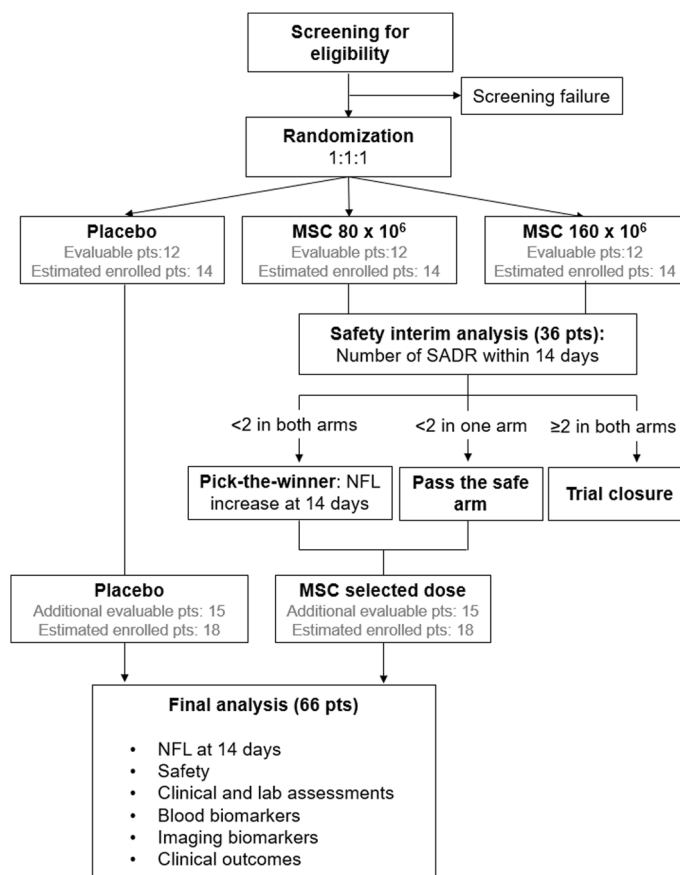 Screening for
eligibility
Screening failure
Randomization
1:1:1
Placebo
Evaluable pts:12
Estimated enrolled pts: 14
MSC 80 x 10⁶
Evaluable pts:12
Estimated enrolled pts: 14
MSC 160 x 10⁶
Evaluable pts:12
Estimated enrolled pts: 14
Safety interim analysis (36 pts):
Number of SADR within 14 days
<2 in both arms
<2 in one arm
≥2 in both arms
Pick-the-winner: NFL
increase at 14 days
Pass the safe
arm
Trial closure
Placebo
Additional evaluable pts: 15
Estimated enrolled pts: 18
MSC selected dose
Additional evaluable pts: 15
Estimated enrolled pts: 18
Final analysis (66 pts)
• NFL at 14 days
• Safety
• Clinical and lab assessments
• Blood biomarkers
• Imaging biomarkers
• Clinical outcomes